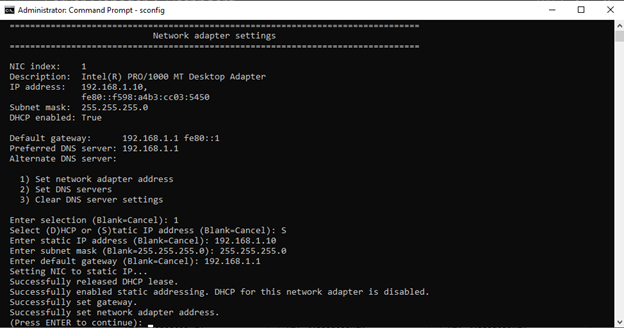 Administrator: Command Prompt - sconfig
================================================================================
Network adapter settings
================================================================================
NIC index: 1
Description: Intel(R) PRO/1000 MT Desktop Adapter
IP address: 192.168.1.10,
fe80::f598:a4b3:cc03:5450
Subnet mask: 255.255.255.0
DHCP enabled: True
Default gateway: 192.168.1.1 fe80::1
Preferred DNS server: 192.168.1.1
Alternate DNS server:
1) Set network adapter address
2) Set DNS servers
3) Clear DNS server settings
Enter selection (Blank=Cancel): 1
Select (D)HCP or (S)tatic IP address (Blank=Cancel): S
Enter static IP address (Blank=Cancel): 192.168.1.10
Enter subnet mask (Blank=255.255.255.0): 255.255.255.0
Enter default gateway (Blank=Cancel): 192.168.1.1
Setting NIC to static IP...
Successfully released DHCP lease.
Successfully enabled static addressing. DHCP for this network adapter is disabled.
Successfully set gateway.
Successfully set network adapter address.
(Press ENTER to continue):